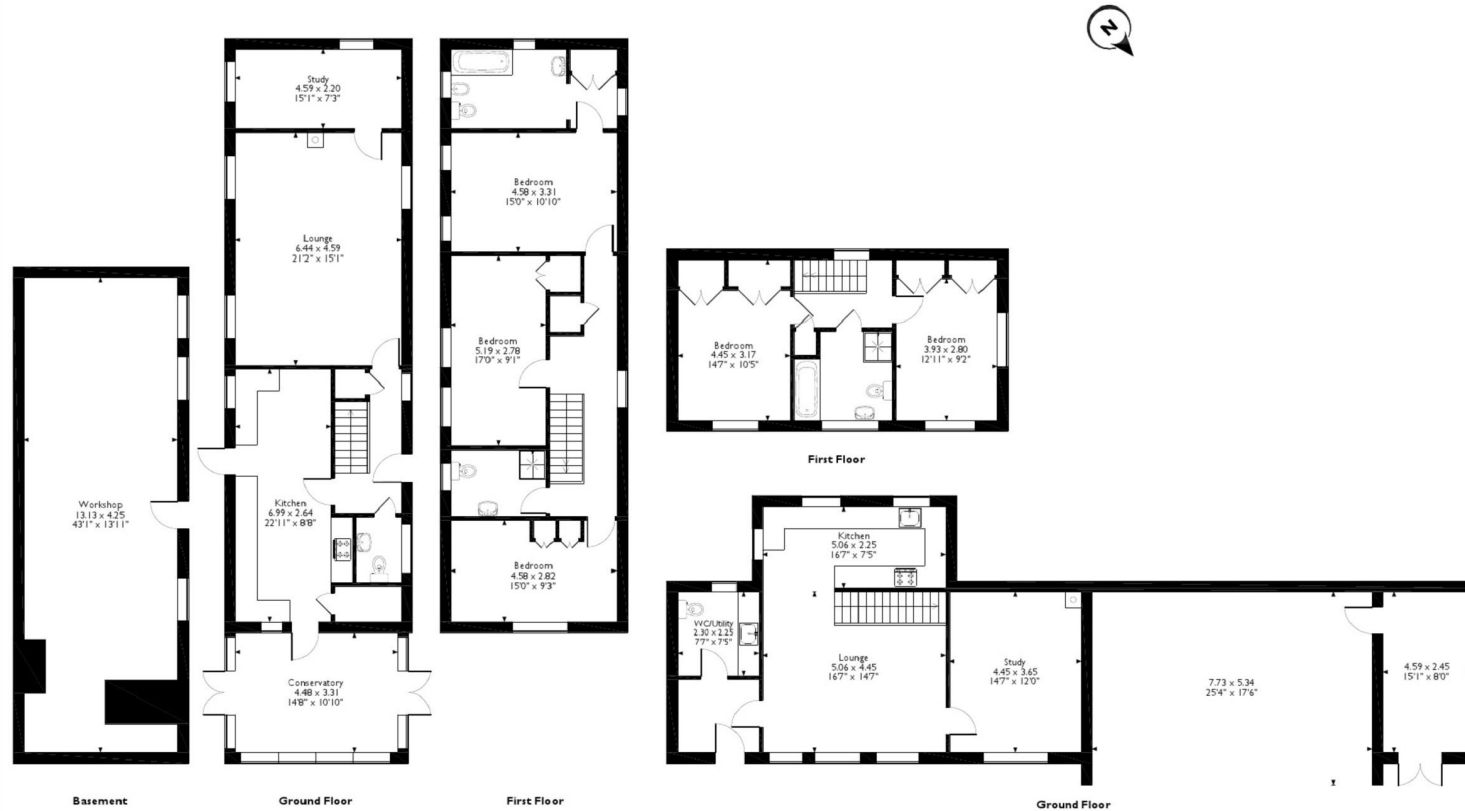 N
Study
4.59 x 2.20
15'1" x 7'3"
Lounge
6.44 x 4.59
21'2" x 15'1"
Workshop
13.13 x 4.25
43'1" x 13'11"
Kitchen
6.99 x 2.64
22'11" x 8'8"
Conservatory
4.48 x 3.31
14'8" x 10'10"
Bedroom
4.58 x 3.31
15'0" x 10'10"
Bedroom
5.19 x 2.78
17'0" x 9'1"
Bedroom
4.58 x 2.82
15'0" x 9'3"
Basement
Ground Floor
First Floor
Bedroom
4.45 x 3.17
14'7" x 10'5"
Bedroom
3.93 x 2.80
12'11" x 9'2"
First Floor
Kitchen
5.06 x 2.25
16'7" x 7'5"
WC/Utility
2.30 x 2.25
7'7" x 7'5"
Lounge
5.06 x 4.45
16'7" x 14'7"
Study
4.45 x 3.65
14'7" x 12'0"
7.73 x 5.34
25'4" x 17'6"
4.59 x 2.45
15'1" x 8'0"
Ground Floor